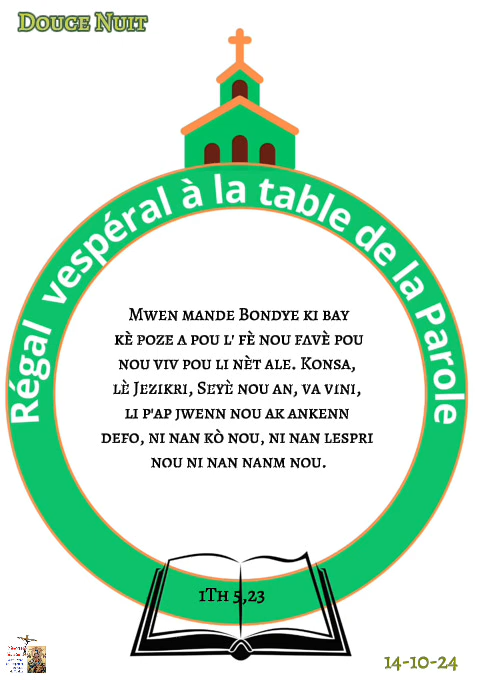 Douce Nuit
Régal vespéral à la table de la Parole
Mwen mande Bondye ki bay
kè poze a pou l' fè nou favè pou
nou viv pou li nèt ale. Konsa,
lè Jezikri, Seyè nou an, va vini,
li p'ap jwenn nou ak ankenn
defo, ni nan kò nou, ni nan lespri
nou ni nan nanm nou.
1Th 5,23
14-10-24